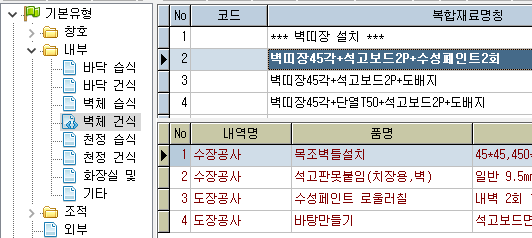 기본유형
창호
내부
바닥 습식
바닥 건식
벽체 습식
벽체 건식
천정 습식
천정 건식
화장실 및
기타
조적
외부
No 코드 복합재료명칭
1 *** 벽띠장 설치 ***
2 벽띠장45각+석고보드2P+수성페인트2회
3 벽띠장45각+석고보드2P+도배지
4 벽띠장45각+단열T50+석고보드2P+도배지
No 내역명 품명
1 수장공사 목조벽틀설치 45*45,450
2 수장공사 석고판못붙임(치장용,벽) 일반 9.5m
3 도장공사 수성페인트 로울러칠 내벽 2회
4 도장공사 바탕만들기 석고보드면